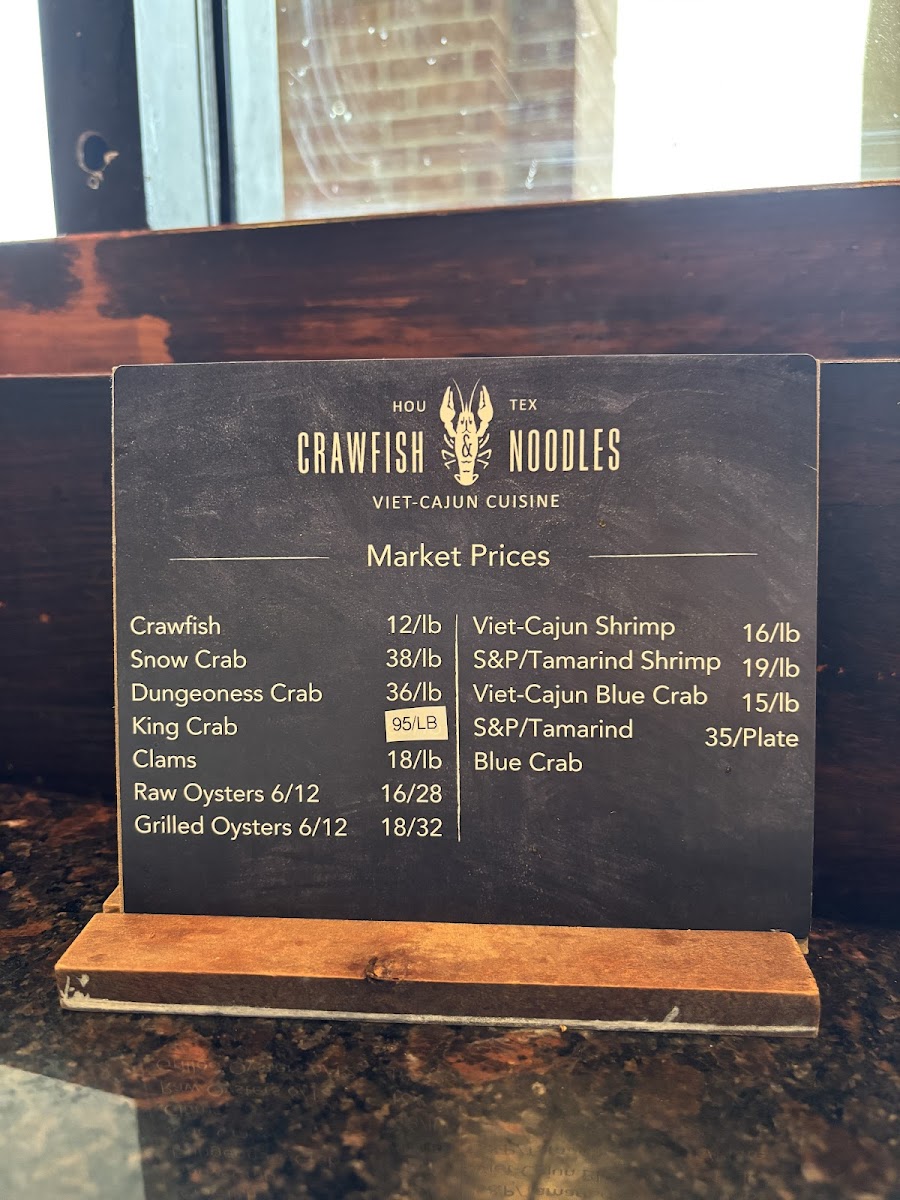 HOU TEX
CRAWFISH & NOODLES
VIET-CAJUN CUISINE
Market Prices
Crawfish 12/lb
Snow Crab 38/lb
Dungeoness Crab 36/lb
King Crab 95/LB
Clams 18/lb
Raw Oysters 6/12 16/28
Grilled Oysters 6/12 18/32
Viet-Cajun Shrimp 16/lb
S&P/Tamarind Shrimp 19/lb
Viet-Cajun Blue Crab 15/lb
S&P/Tamarind 35/Plate
Blue Crab